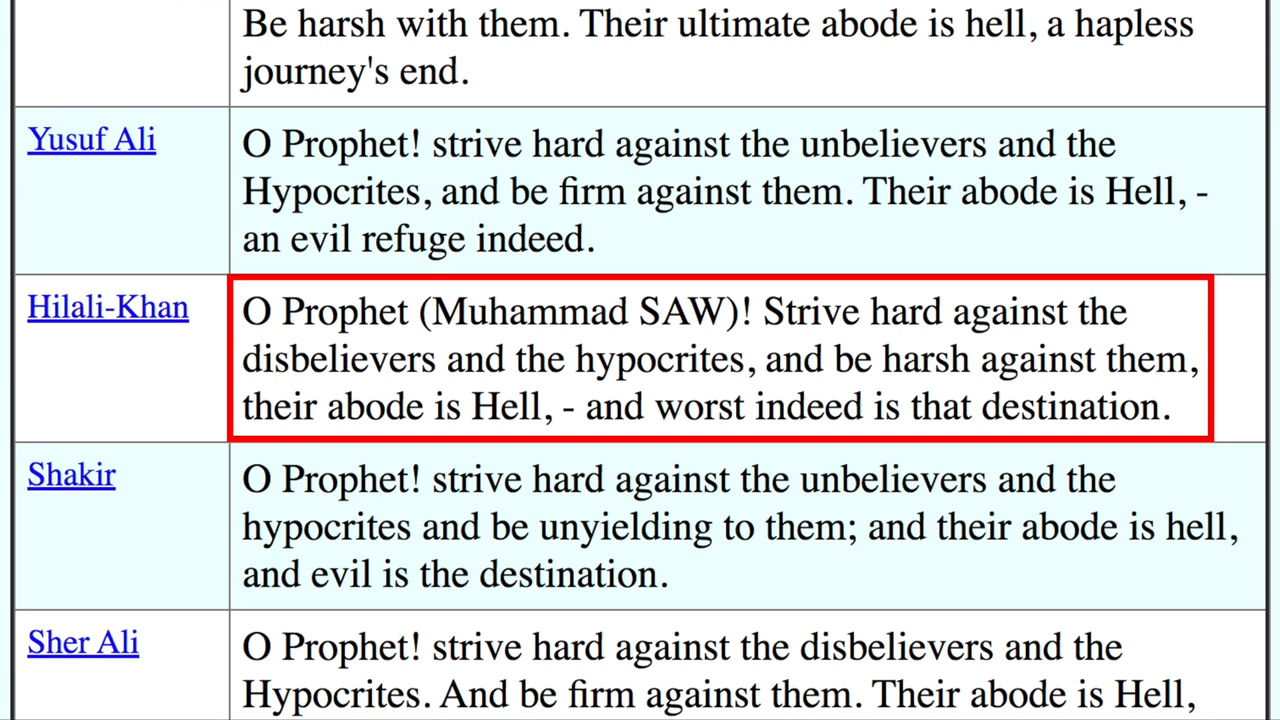 Be harsh with them. Their ultimate abode is hell, a hapless
journey's end.
Yusuf Ali
O Prophet! strive hard against the unbelievers and the
Hypocrites, and be firm against them. Their abode is Hell, -
an evil refuge indeed.
Hilali-Khan
O Prophet (Muhammad SAW)! Strive hard against the
disbelievers and the hypocrites, and be harsh against them,
their abode is Hell, - and worst indeed is that destination.
Shakir
O Prophet! strive hard against the unbelievers and the
hypocrites and be unyielding to them; and their abode is hell,
and evil is the destination.
Sher Ali
O Prophet! strive hard against the disbelievers and the
Hypocrites. And be firm against them. Their abode is Hell,